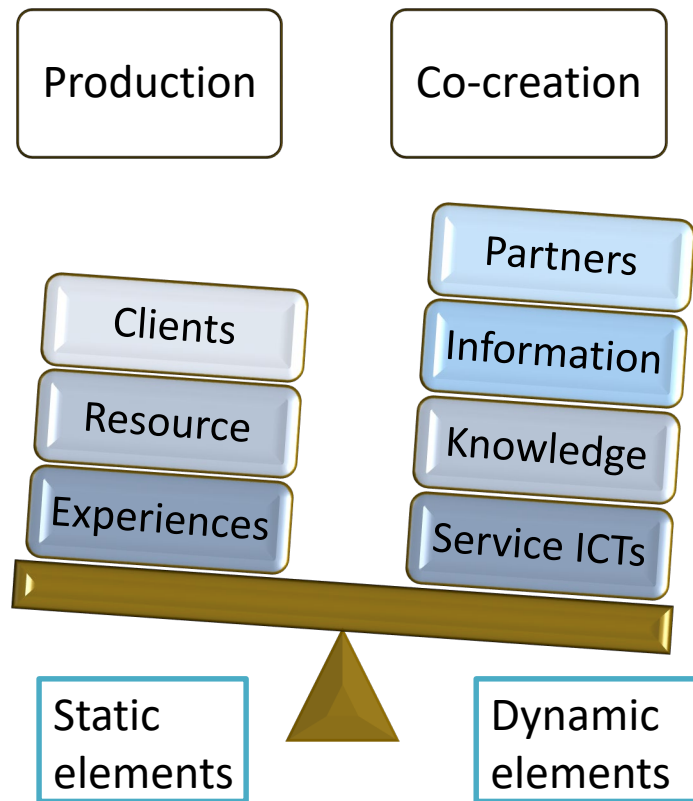 Production
Co-creation
Clients
Resource
Experiences
Partners
Information
Knowledge
Service ICTs
Static
elements
Dynamic
elements